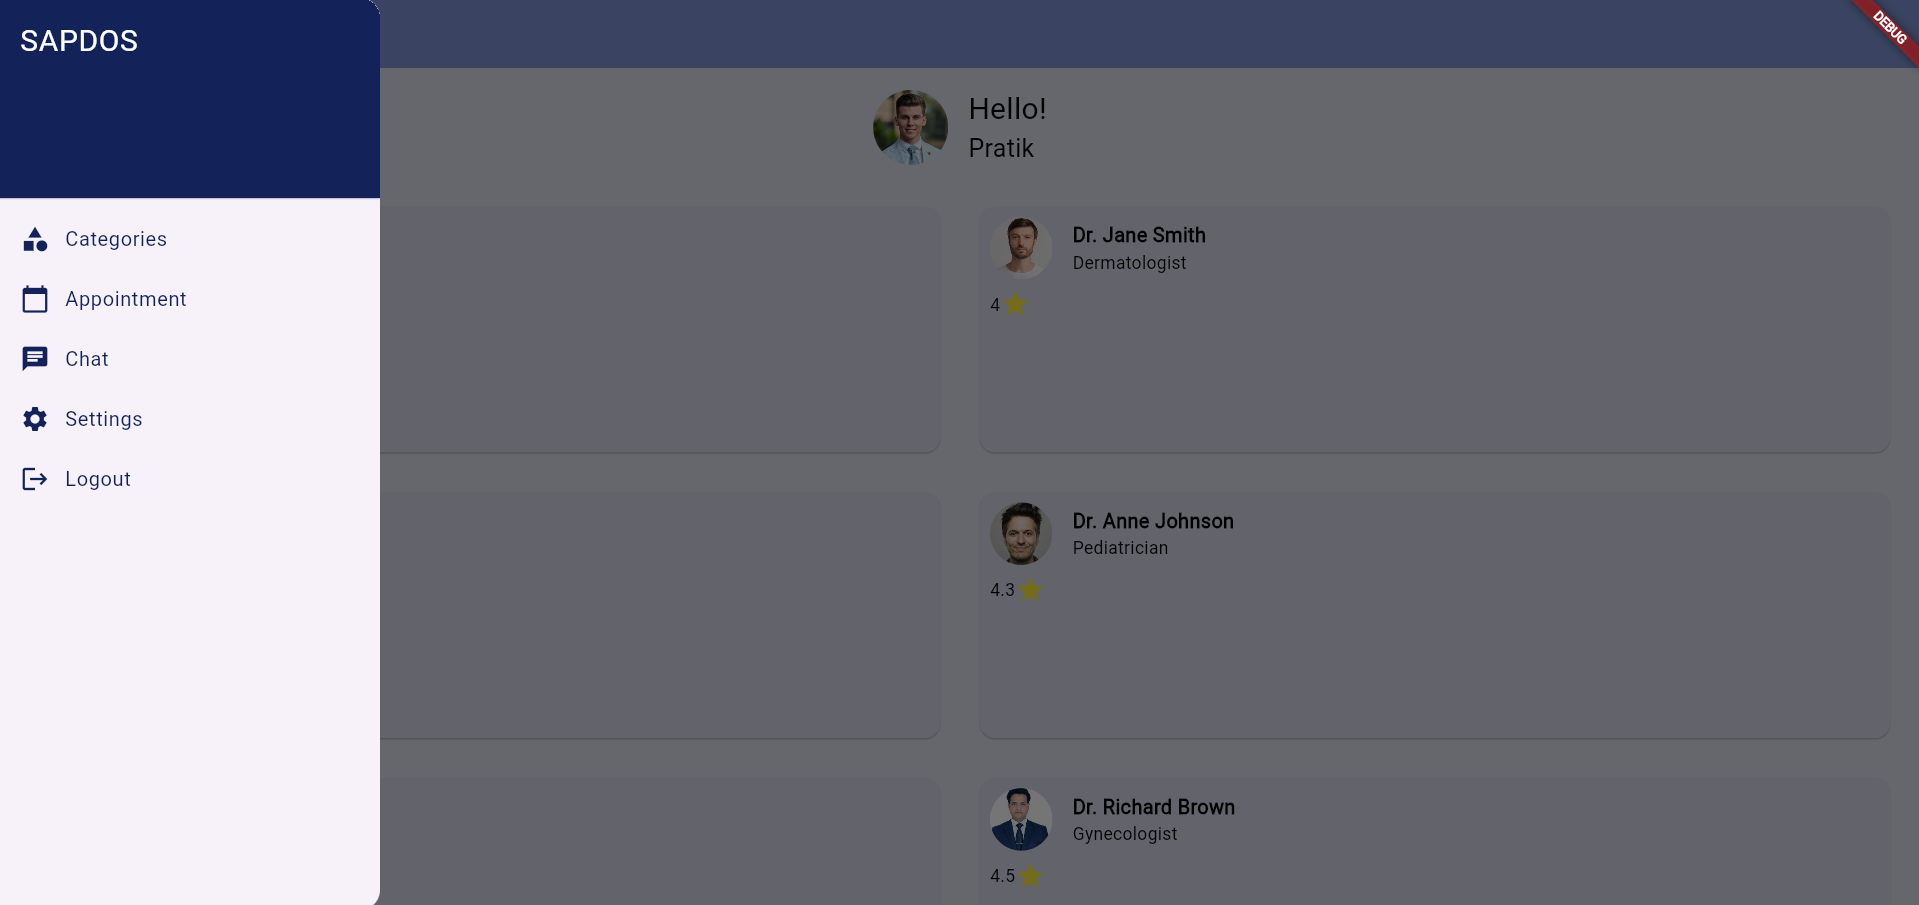 SAPDOS
DEBUG
Hello!
Pratik
Categories
Appointment
Chat
Settings
Logout
Dr. Jane Smith
Dermatologist
4
Dr. Anne Johnson
Pediatrician
4.3
Dr. Richard Brown
Gynecologist
4.5